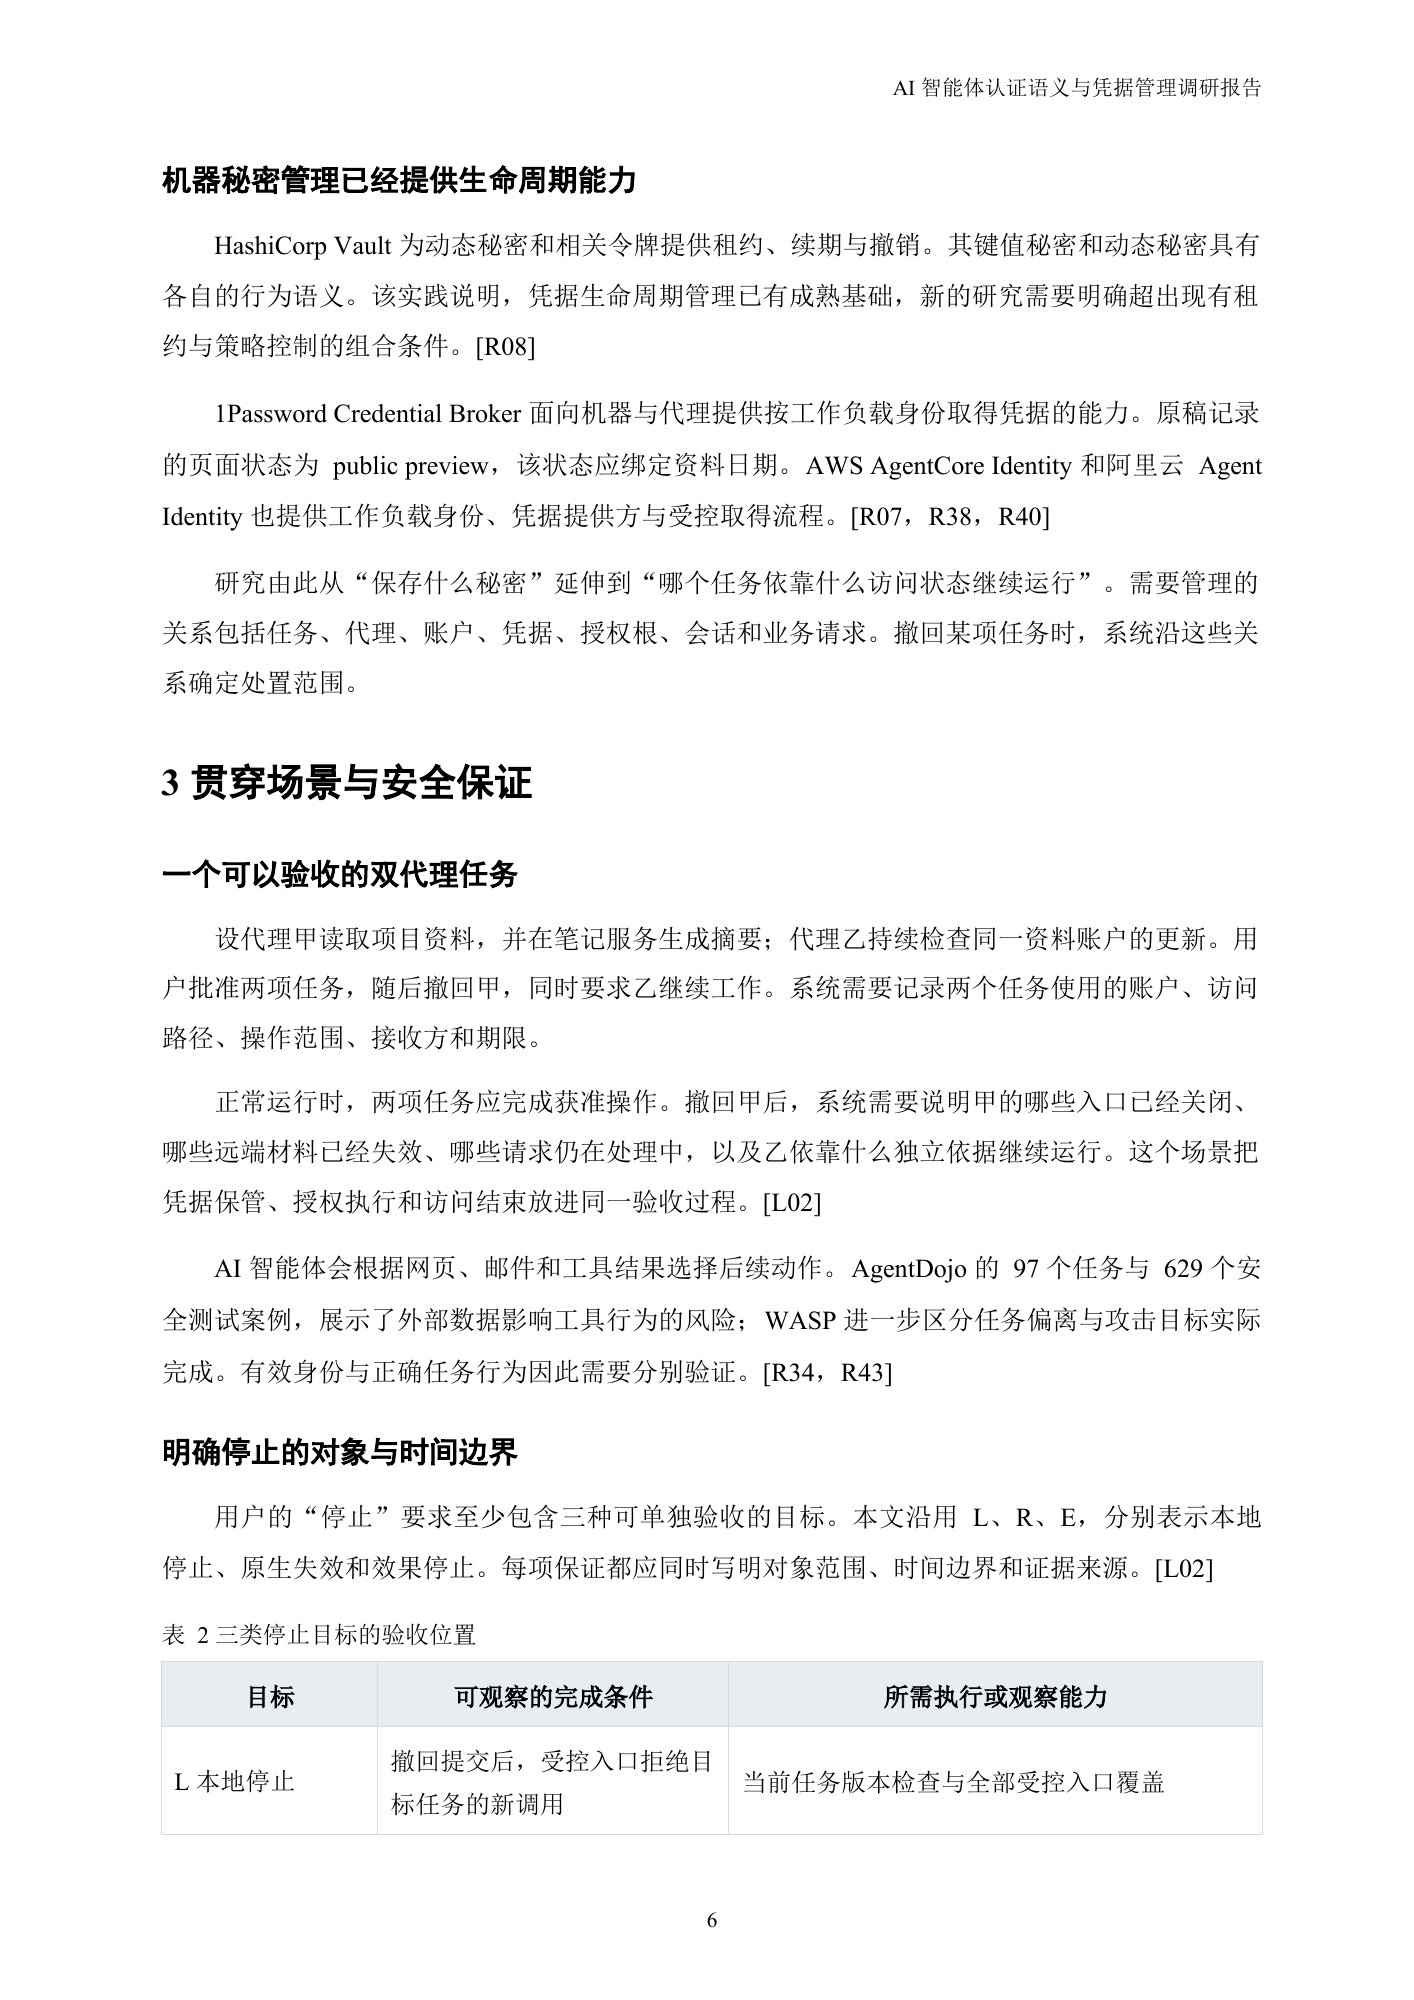 AI 智能体认证语义与凭据管理调研报告
机器秘密管理已经提供生命周期能力
HashiCorp Vault 为动态秘密和相关令牌提供租约、续期与撤销。其键值秘密和动态秘密具有
各自的行为语义。该实践说明，凭据生命周期管理已有成熟基础，新的研究需要明确超出现有租
约与策略控制的组合条件。[R08]
1Password Credential Broker 面向机器与代理提供按工作负载身份取得凭据的能力。原稿记录
的页面状态为 public preview，该状态应绑定资料日期。AWS AgentCore Identity 和阿里云 Agent
Identity 也提供工作负载身份、凭据提供方与受控取得流程。[R07，R38，R40]
研究由此从“保存什么秘密”延伸到“哪个任务依靠什么访问状态继续运行”。需要管理的
关系包括任务、代理、账户、凭据、授权根、会话和业务请求。撤回某项任务时，系统沿这些关
系确定处置范围。
3 贯穿场景与安全保证
一个可以验收的双代理任务
设代理甲读取项目资料，并在笔记服务生成摘要；代理乙持续检查同一资料账户的更新。用
户批准两项任务，随后撤回甲，同时要求乙继续工作。系统需要记录两个任务使用的账户、访问
路径、操作范围、接收方和期限。
正常运行时，两项任务应完成获准操作。撤回甲后，系统需要说明甲的哪些入口已经关闭、
哪些远端材料已经失效、哪些请求仍在处理中，以及乙依靠什么独立依据继续运行。这个场景把
凭据保管、授权执行和访问结束放进同一验收过程。[L02]
AI 智能体会根据网页、邮件和工具结果选择后续动作。AgentDojo 的 97 个任务与 629 个安
全测试案例，展示了外部数据影响工具行为的风险；WASP 进一步区分任务偏离与攻击目标实际
完成。有效身份与正确任务行为因此需要分别验证。[R34，R43]
明确停止的对象与时间边界
用户的“停止”要求至少包含三种可单独验收的目标。本文沿用 L、R、E，分别表示本地
停止、原生失效和效果停止。每项保证都应同时写明对象范围、时间边界和证据来源。[L02]
表 2 三类停止目标的验收位置
目标 可观察的完成条件 所需执行或观察能力
L 本地停止 撤回提交后，受控入口拒绝目 当前任务版本检查与全部受控入口覆盖
标任务的新调用
6